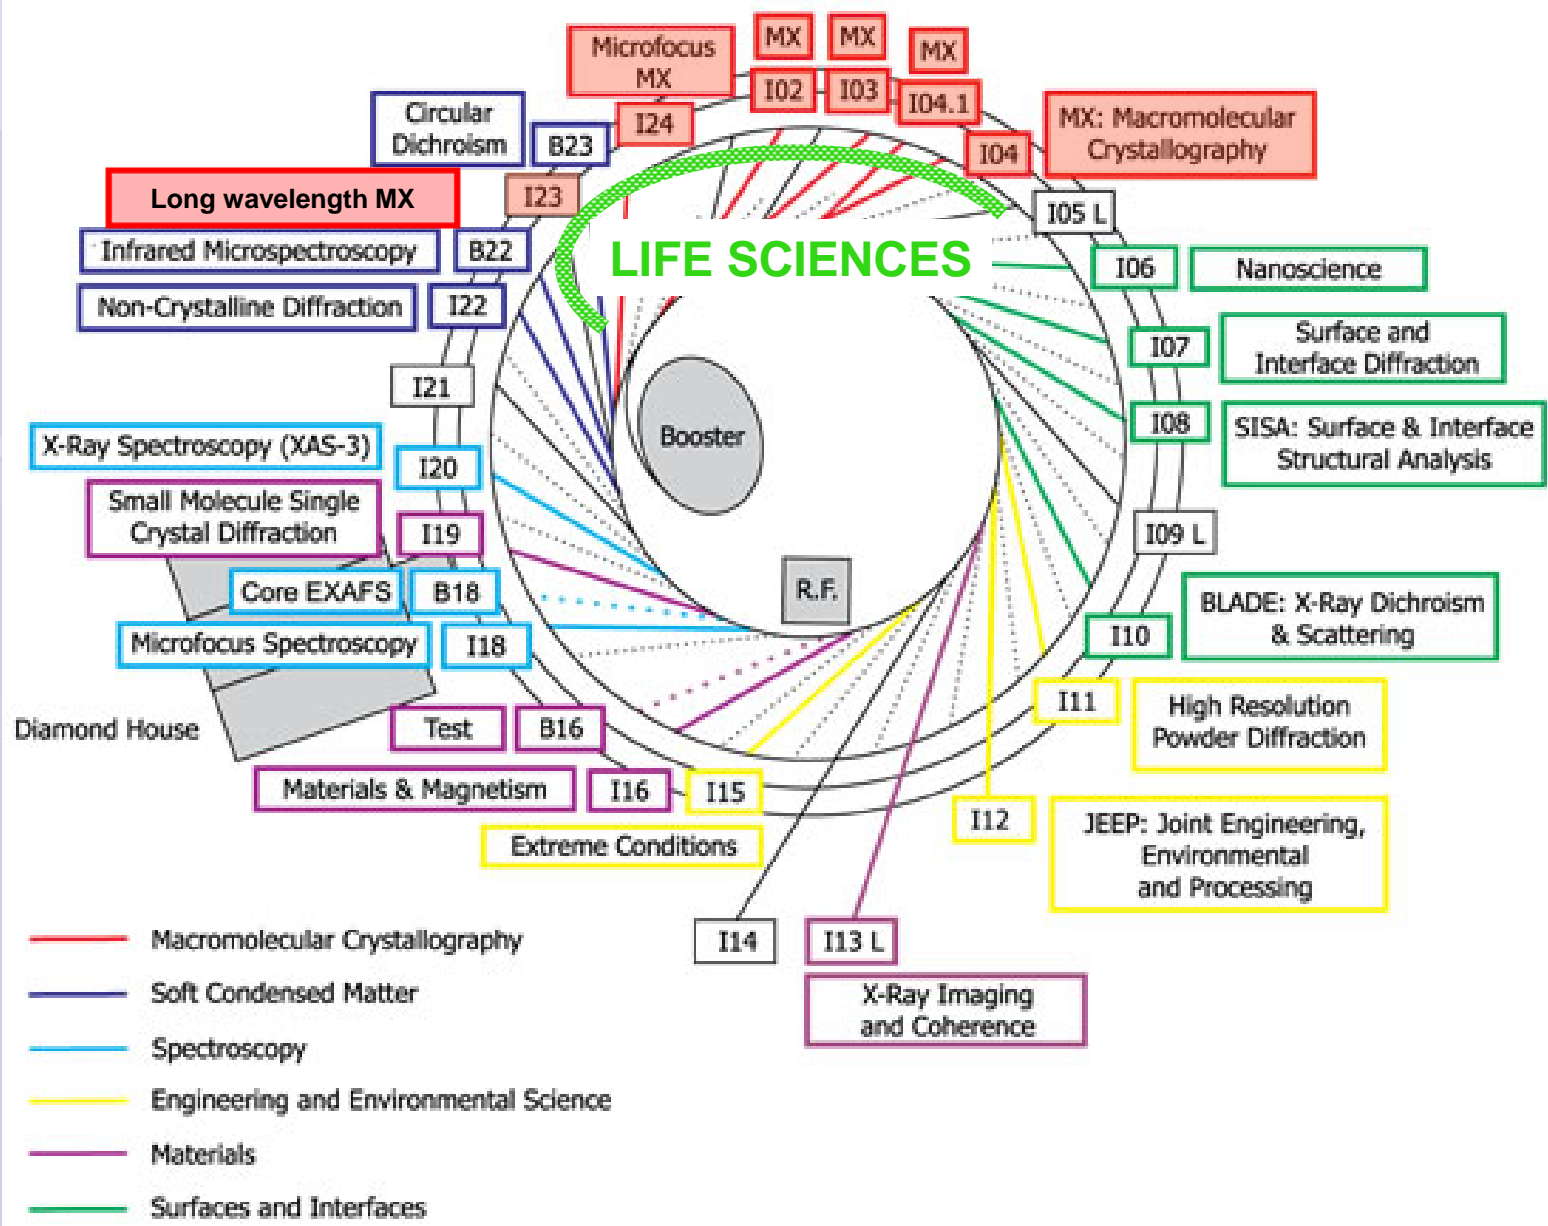 MX
MX
MX
Microfocus
MX
I02
I03
I04.1
I24
Circular
Dichroism
B23
I04
MX: Macromolecular
Crystallography
Long wavelength MX
I23
I05 L
Infrared Microspectroscopy
B22
LIFE SCIENCES
I06
Nanoscience
Non-Crystalline Diffraction
I22
I07
Surface and
Interface Diffraction
I21
I08
SISA: Surface & Interface
Structural Analysis
Booster
X-Ray Spectroscopy (XAS-3)
I20
Small Molecule Single
Crystal Diffraction
I19
I09 L
Core EXAFS
B18
R.F.
BLADE: X-Ray Dichroism
& Scattering
I10
Microfocus Spectroscopy
I18
I11
High Resolution
Powder Diffraction
Diamond House
Test
B16
Materials & Magnetism
I16
I15
I12
JEEP: Joint Engineering,
Environmental
and Processing
Extreme Conditions
I14
I13 L
X-Ray Imaging
and Coherence
Macromolecular Crystallography
Soft Condensed Matter
Spectroscopy
Engineering and Environmental Science
Materials
Surfaces and Interfaces